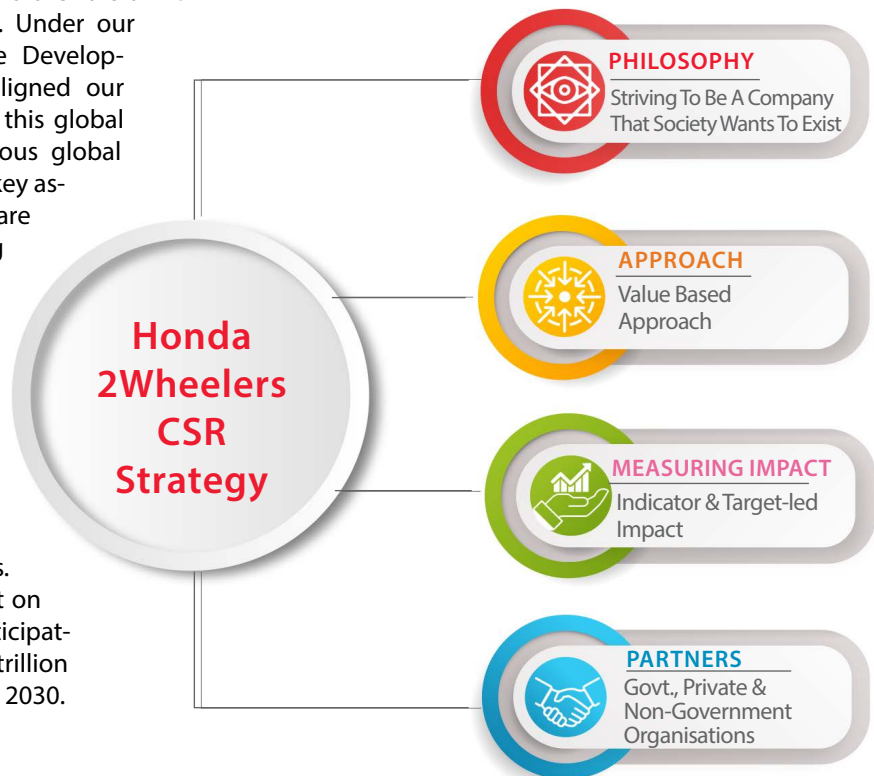 . Under our
e Develop-
ligned our
this global
ous global
key as-
are
Honda
2Wheelers
CSR
Strategy
s.
t on
ticipat-
trillion
2030.
PHILOSOPHY
Striving To Be A Company
That Society Wants To Exist
APPROACH
Value Based
Approach
MEASURING IMPACT
Indicator & Target-led
Impact
PARTNERS
Govt., Private &
Non-Government
Organisations